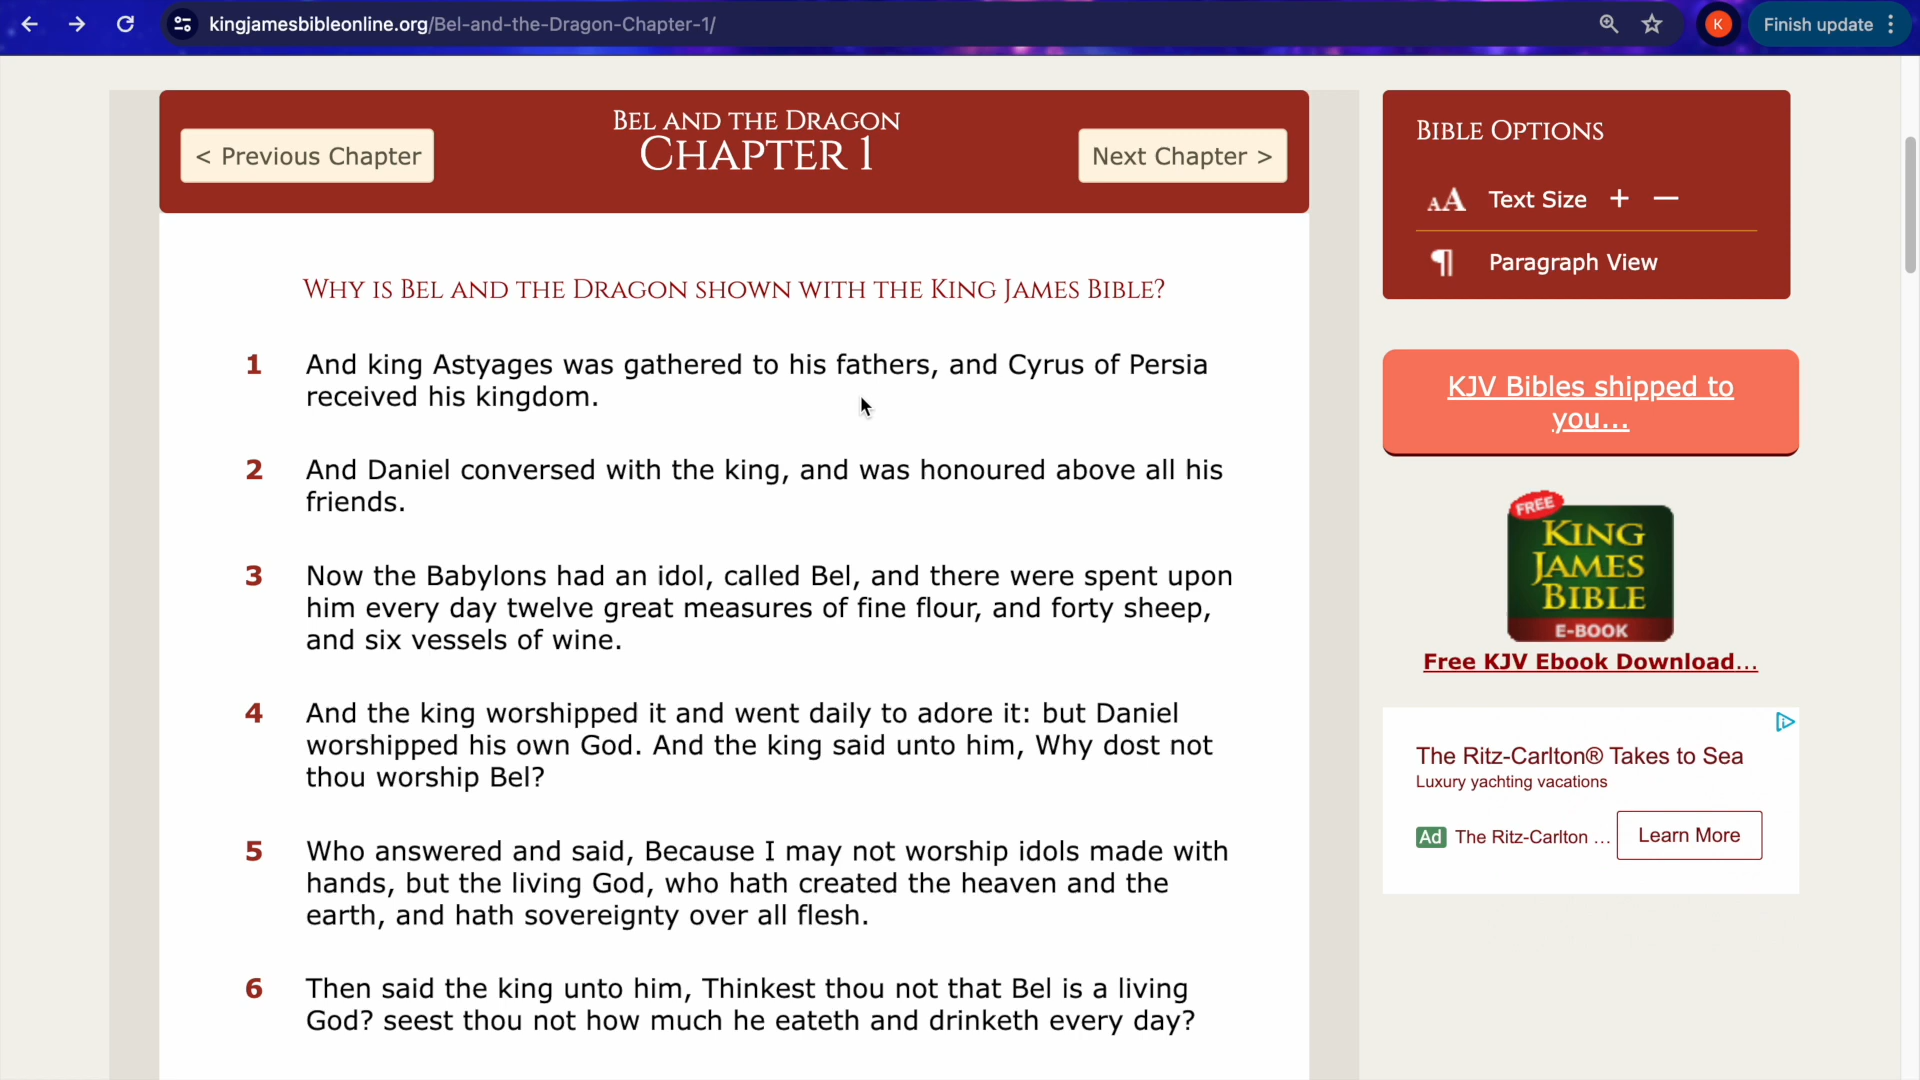 kingjamesbibleonline.org/Bel-and-the-Dragon-Chapter-1/
K
Finish update
< Previous Chapter
Bel and the Dragon
Chapter 1
Next Chapter >
Why is Bel and the Dragon shown with the King James Bible?
1 And king Astyages was gathered to his fathers, and Cyrus of Persia
received his kingdom.
2 And Daniel conversed with the king, and was honoured above all his
friends.
3 Now the Babylons had an idol, called Bel, and there were spent upon
him every day twelve great measures of fine flour, and forty sheep,
and six vessels of wine.
4 And the king worshipped it and went daily to adore it: but Daniel
worshipped his own God. And the king said unto him, Why dost not
thou worship Bel?
5 Who answered and said, Because I may not worship idols made with
hands, but the living God, who hath created the heaven and the
earth, and hath sovereignty over all flesh.
6 Then said the king unto him, Thinkest thou not that Bel is a living
God? seest thou not how much he eateth and drinketh every day?
Bible Options
AA Text Size + —
¶ Paragraph View
KJV Bibles shipped to
you...
FREE
KING
JAMES
BIBLE
E-BOOK
Free KJV Ebook Download...
The Ritz-Carlton® Takes to Sea
Luxury yachting vacations
Ad The Ritz-Carlton ...
Learn More